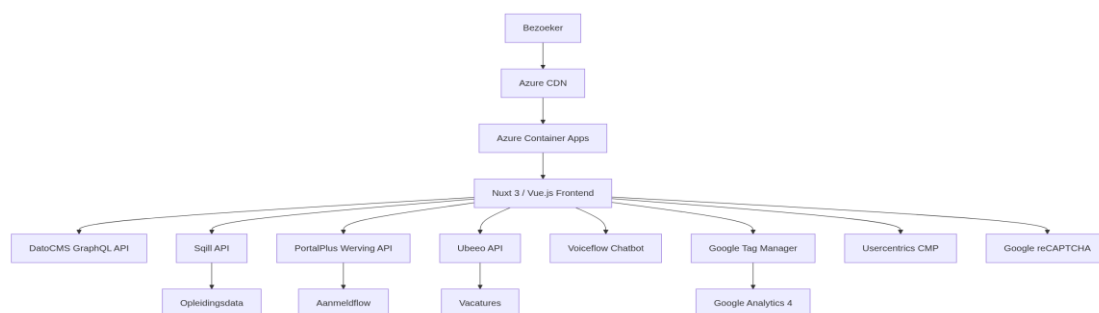 Bezoeker
Azure CDN
Azure Container Apps
Nuxt 3 / Vue.js Frontend
DatoCMS GraphQL API
Sqill API
PortalPlus Werving API
Ubeeo API
Voiceflow Chatbot
Google Tag Manager
Usercentrics CMP
Google reCAPTCHA
Opleidingsdata
Aanmeldflow
Vacatures
Google Analytics 4